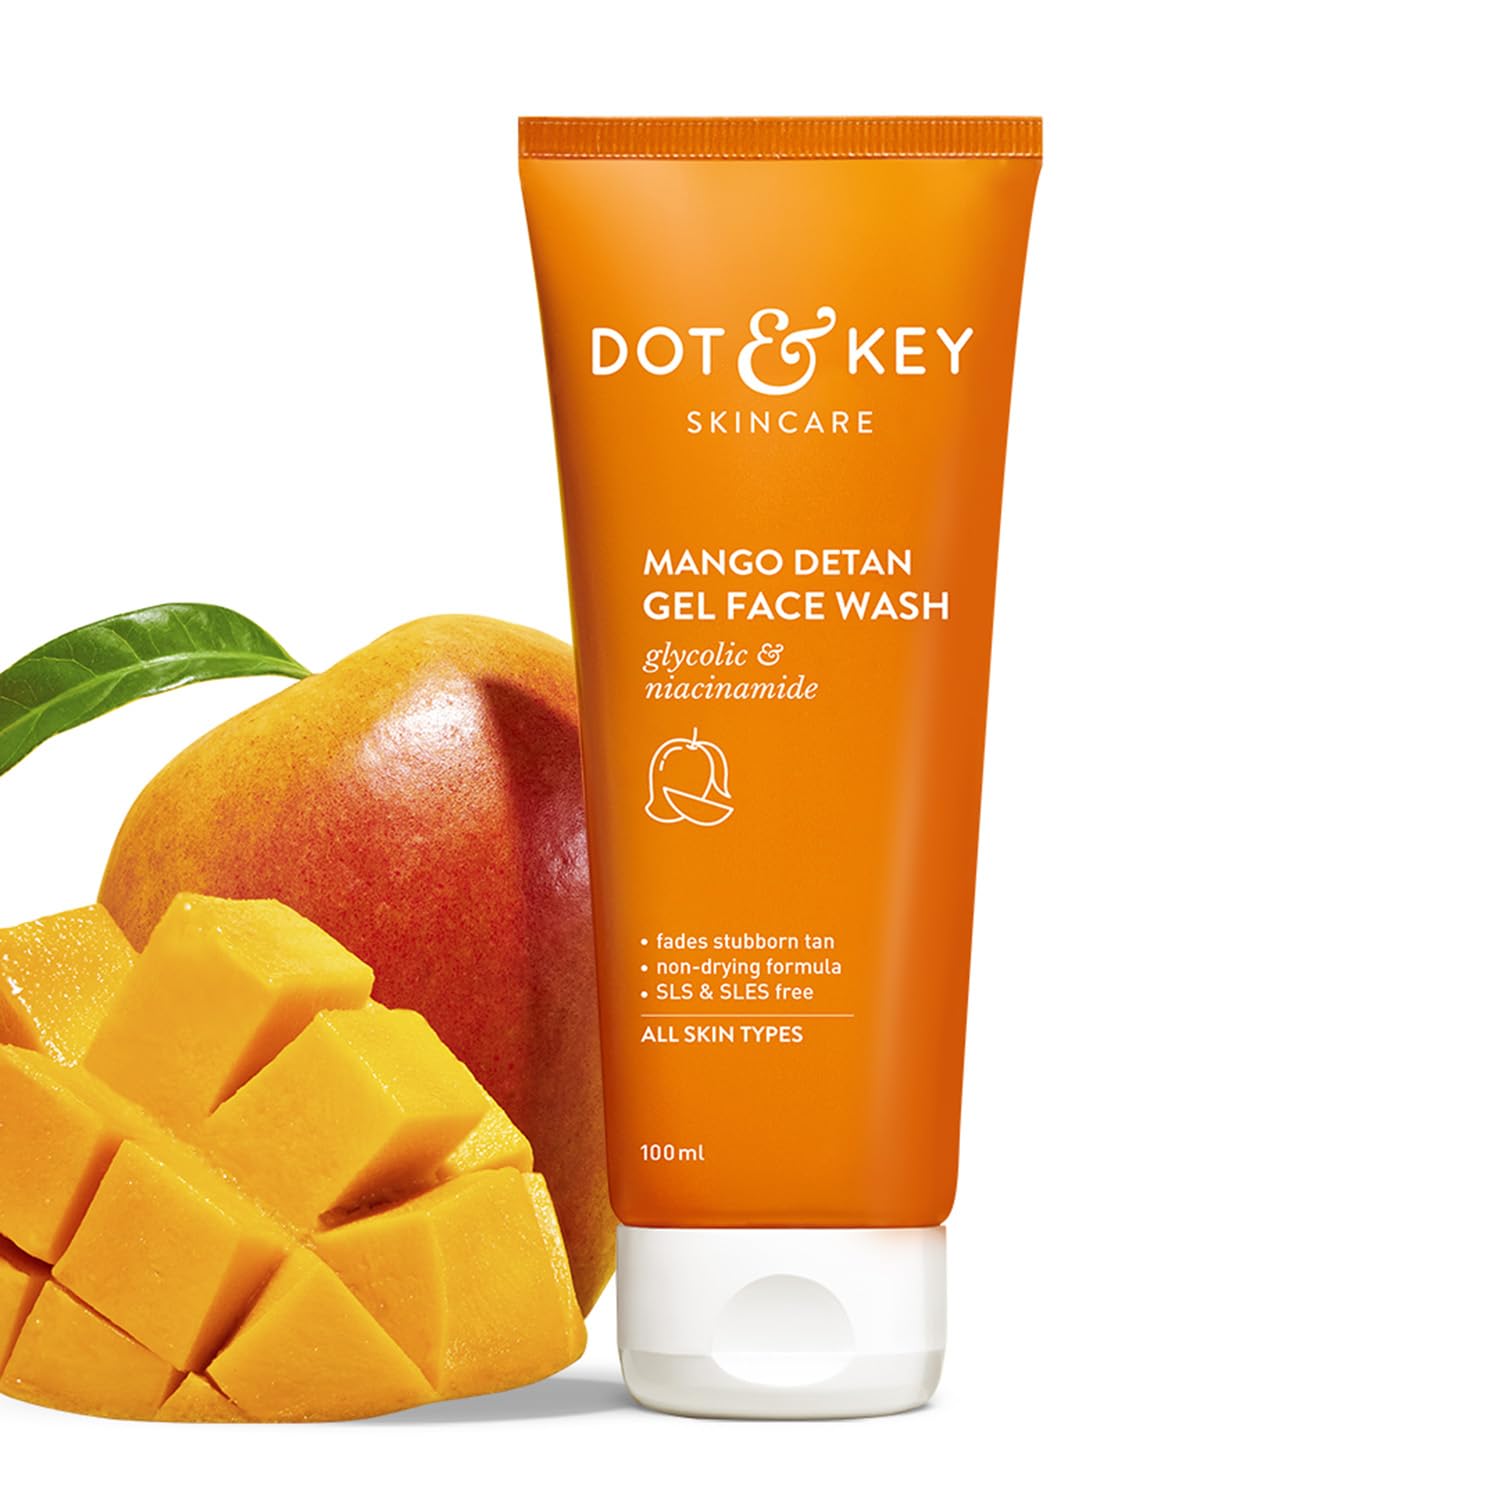 DOT & KEY
SKINCARE
MANGO DETAN
GEL FACE WASH
glycolic &
niacinamide
• fades stubborn tan
• non-drying formula
• SLS & SLES free
ALL SKIN TYPES
100ml